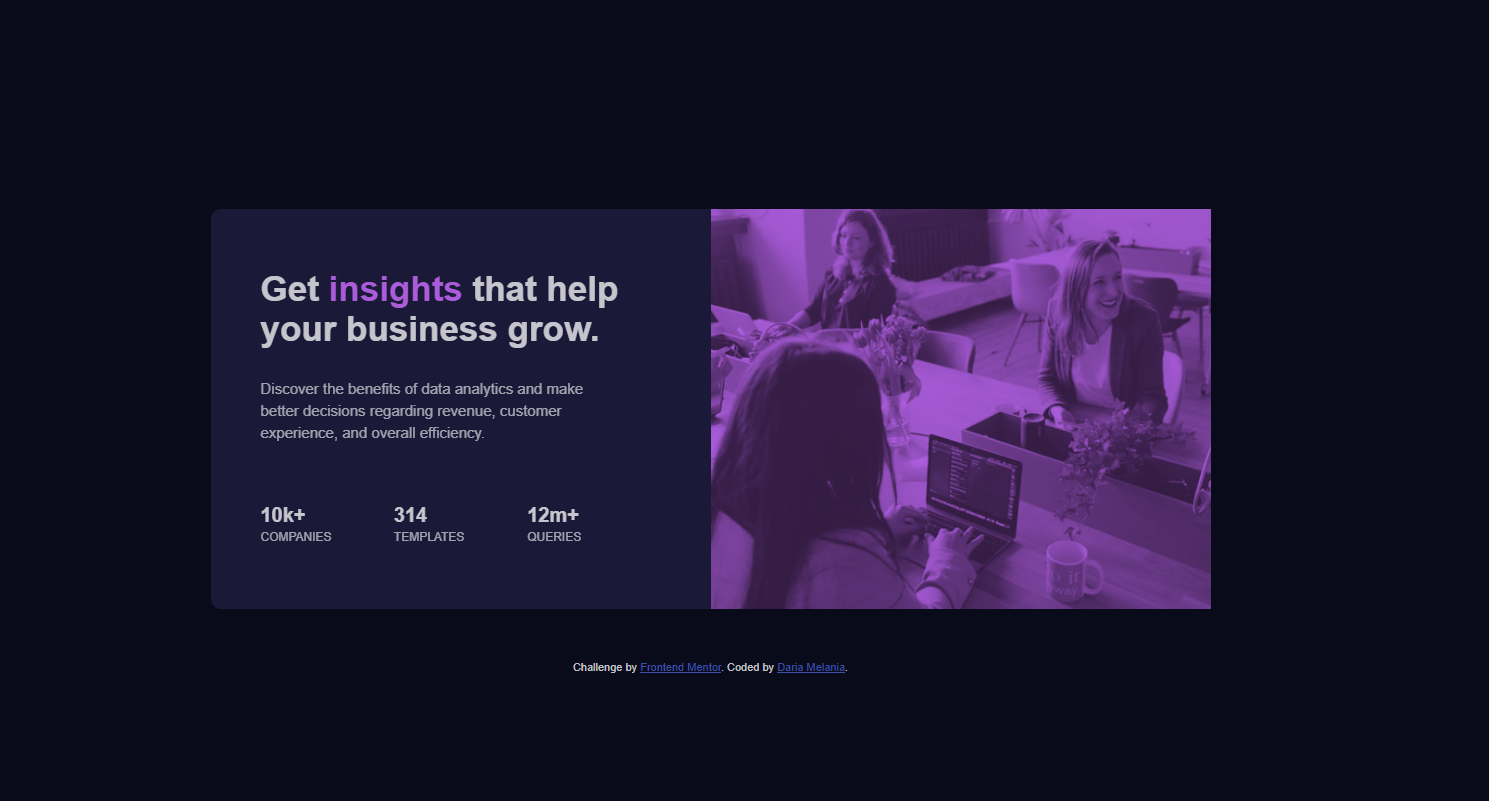 Get insights that help
your business grow.
Discover the benefits of data analytics and make
better decisions regarding revenue, customer
experience, and overall efficiency.
10k+ 314 12m+
COMPANIES TEMPLATES QUERIES
Challenge by Frontend Mentor. Coded by Daria Melania.